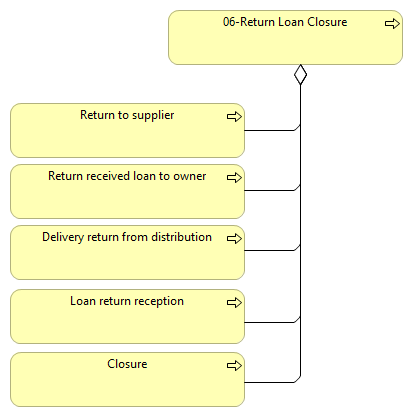 06-Return Loan Closure
Return to supplier
Return received loan to owner
Delivery return from distribution
Loan return reception
Closure